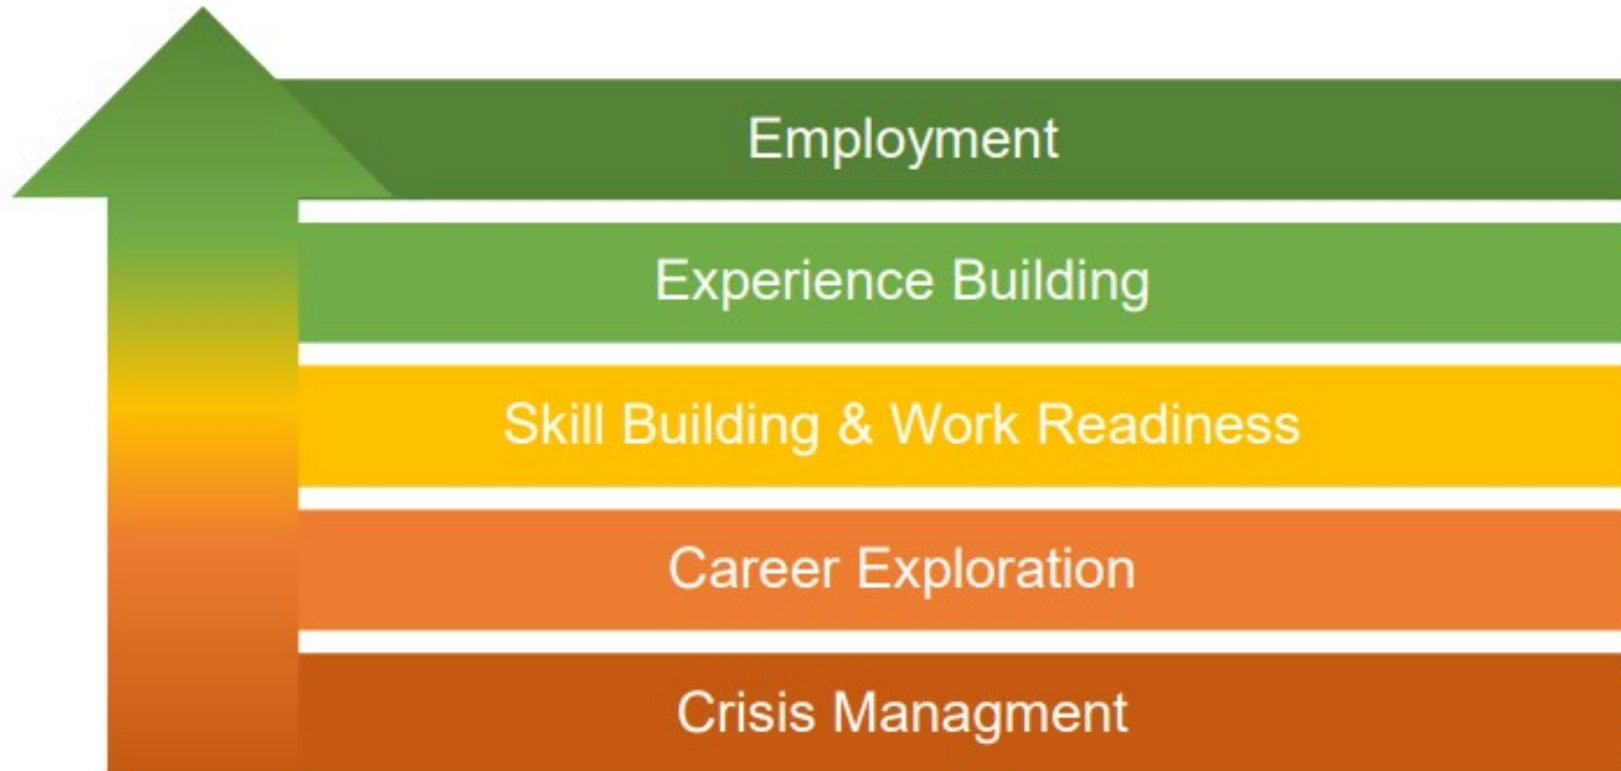 Employment
Experience Building
Skill Building & Work Readiness
Career Exploration
Crisis Managment